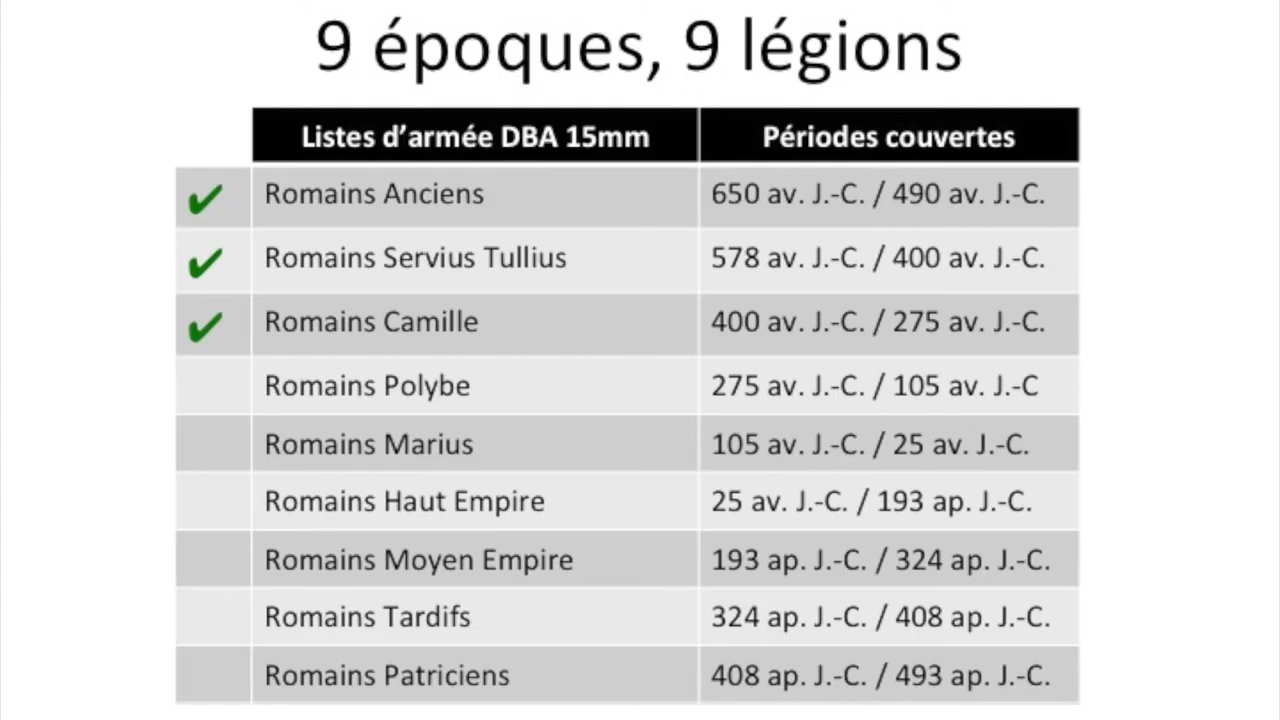 9 époques, 9 légions
Listes d’armée DBA 15mm Périodes couvertes
✔ Romains Anciens 650 av. J.-C. / 490 av. J.-C.
✔ Romains Servius Tullius 578 av. J.-C. / 400 av. J.-C.
✔ Romains Camille 400 av. J.-C. / 275 av. J.-C.
Romains Polybe 275 av. J.-C. / 105 av. J.-C
Romains Marius 105 av. J.-C. / 25 av. J.-C.
Romains Haut Empire 25 av. J.-C. / 193 ap. J.-C.
Romains Moyen Empire 193 ap. J.-C. / 324 ap. J.-C.
Romains Tardifs 324 ap. J.-C. / 408 ap. J.-C.
Romains Patriciens 408 ap. J.-C. / 493 ap. J.-C.